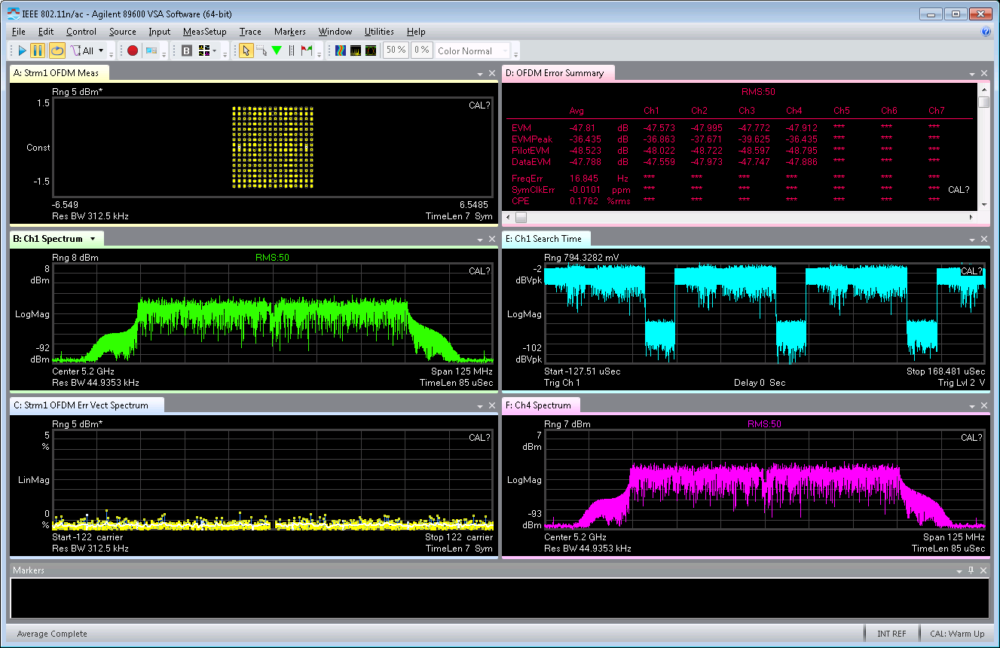 IEEE 802.11n/ac - Agilent 89600 VSA Software (64-bit)
File Edit Control Source Input MeasSetup Trace Markers Window Utilities Help
All B 50 % 0 % Color Normal
A: Strm1 OFDM Meas
Rng 5 dBm*
1.5
CAL?
Const
-1.5
-6.549 6.5485
Res BW 312.5 kHz TimeLen 7 Sym
D: OFDM Error Summary
RMS:50
Avg Ch1 Ch2 Ch3 Ch4 Ch5 Ch6 Ch7
EVM -47.81 dB -47.573 -47.995 -47.772 -47.912 *** *** ***
EVMPeak -36.435 dB -36.863 -37.671 -39.625 -36.435 *** *** ***
PilotEVM -48.523 dB -48.022 -48.722 -48.597 -48.795 *** *** ***
DataEVM -47.788 dB -47.559 -47.973 -47.747 -47.886 *** *** ***
FreqErr 16.845 Hz *** *** *** *** *** *** ***
SymClkErr -0.0101 ppm *** *** *** *** *** *** *** CAL?
CPE 0.1762 %rms *** *** *** *** *** *** ***
B: Ch1 Spectrum
Rng 8 dBm RMS:50
8
dBm
CAL?
LogMag
-92
dBm
Center 5.2 GHz Span 125 MHz
Res BW 44.9353 kHz TimeLen 85 uSec
E: Ch1 Search Time
Rng 794.3282 mV
-2
dBVpk
CAL?
LogMag
-102
dBVpk
Start -127.51 uSec Stop 168.481 uSec
Trig Ch 1 Delay 0 Sec Trig Lvl 2 V
C: Strm1 OFDM Err Vect Spectrum
Rng 5 dBm*
5
%
CAL?
LinMag
0
%
Start -122 carrier Stop 122 carrier
Res BW 312.5 kHz TimeLen 7 Sym
F: Ch4 Spectrum
Rng 7 dBm RMS:50
7
dBm
CAL?
LogMag
-93
dBm
Center 5.2 GHz Span 125 MHz
Res BW 44.9353 kHz TimeLen 85 uSec
Markers
Average Complete INT REF CAL: Warm Up